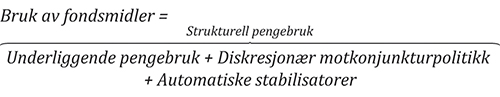 Bruk av fondsmidler =
Strukturell pengebruk
Underliggende pengebruk + Diskresjonær motkonjunkturpolitikk
+ Automatiske stabilisatorer